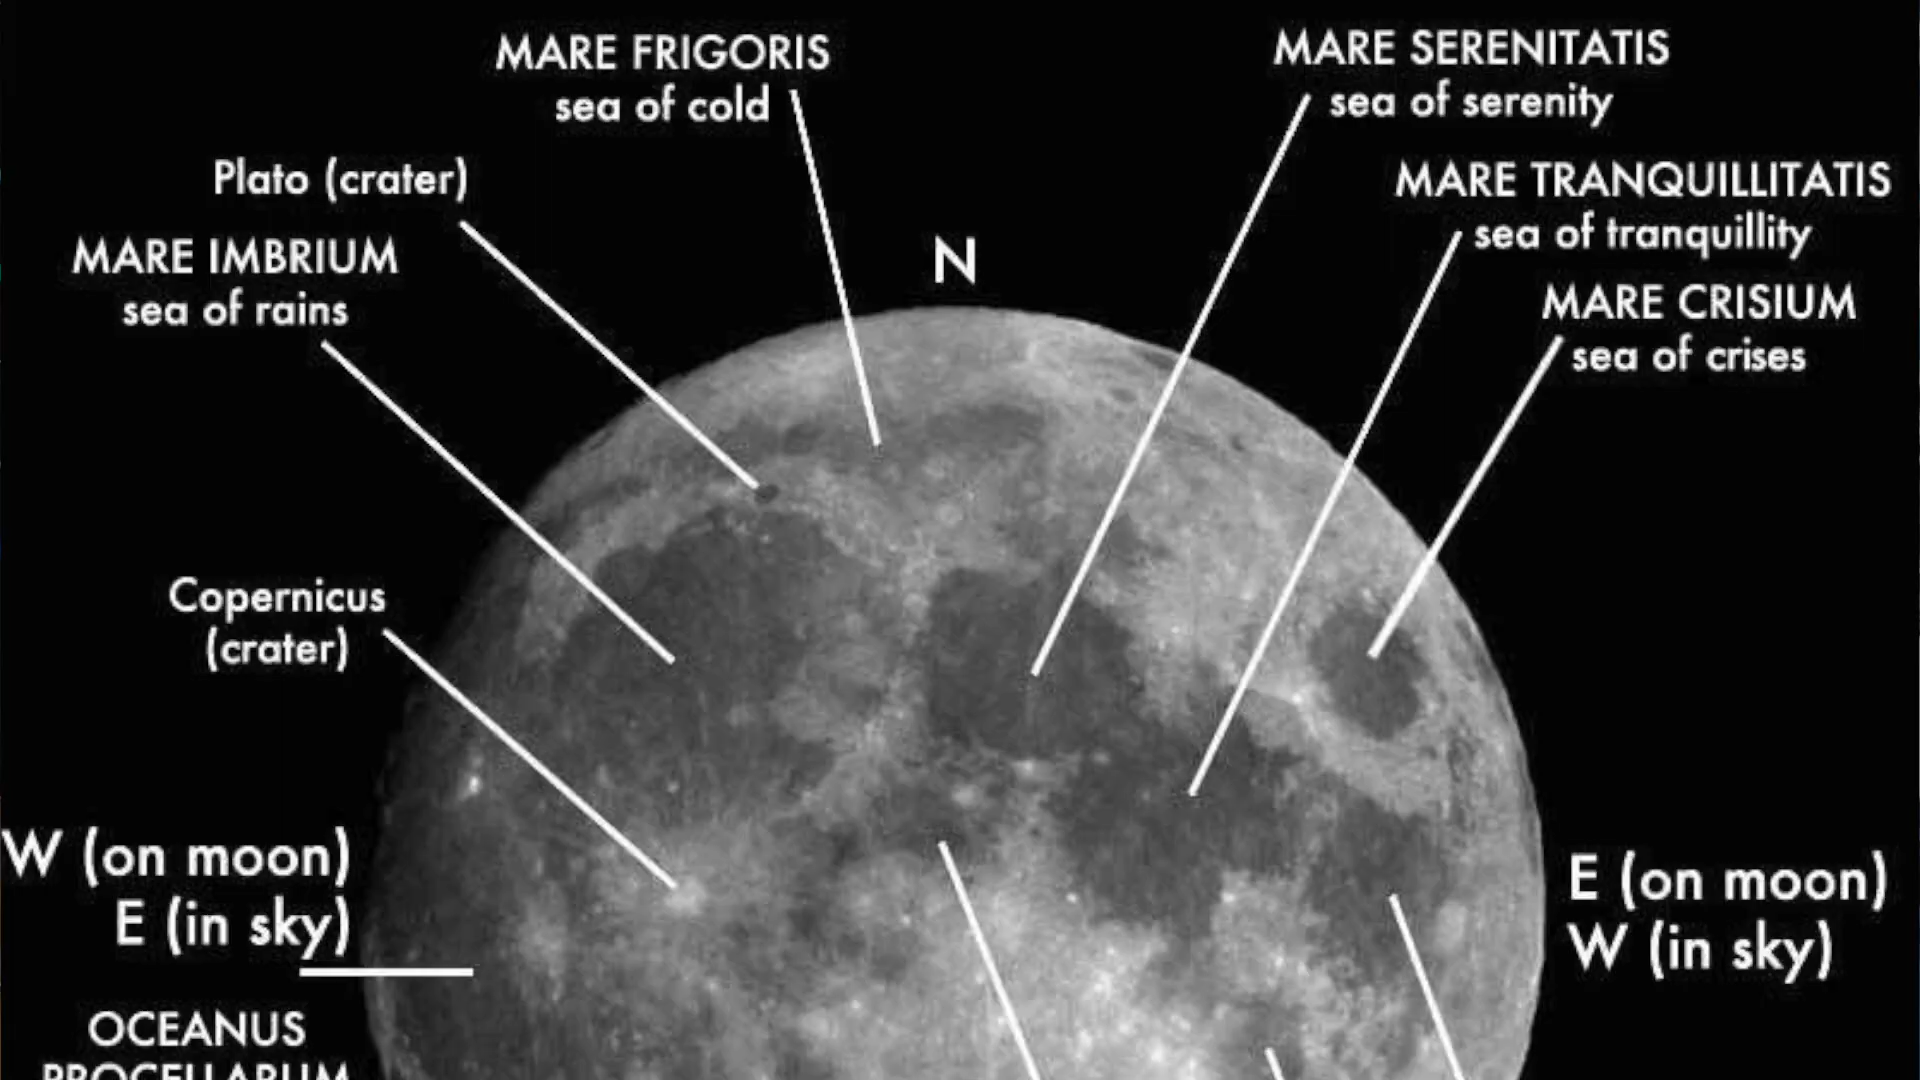 MARE FRIGORIS
sea of cold
MARE SERENITATIS
sea of serenity
Plato (crater)
MARE TRANQUILLITATIS
sea of tranquillity
MARE IMBRIUM
sea of rains
N
MARE CRISIUM
sea of crises
Copernicus
(crater)
W (on moon)
E (in sky)
E (on moon)
W (in sky)
OCEANUS
PROCELLARUM